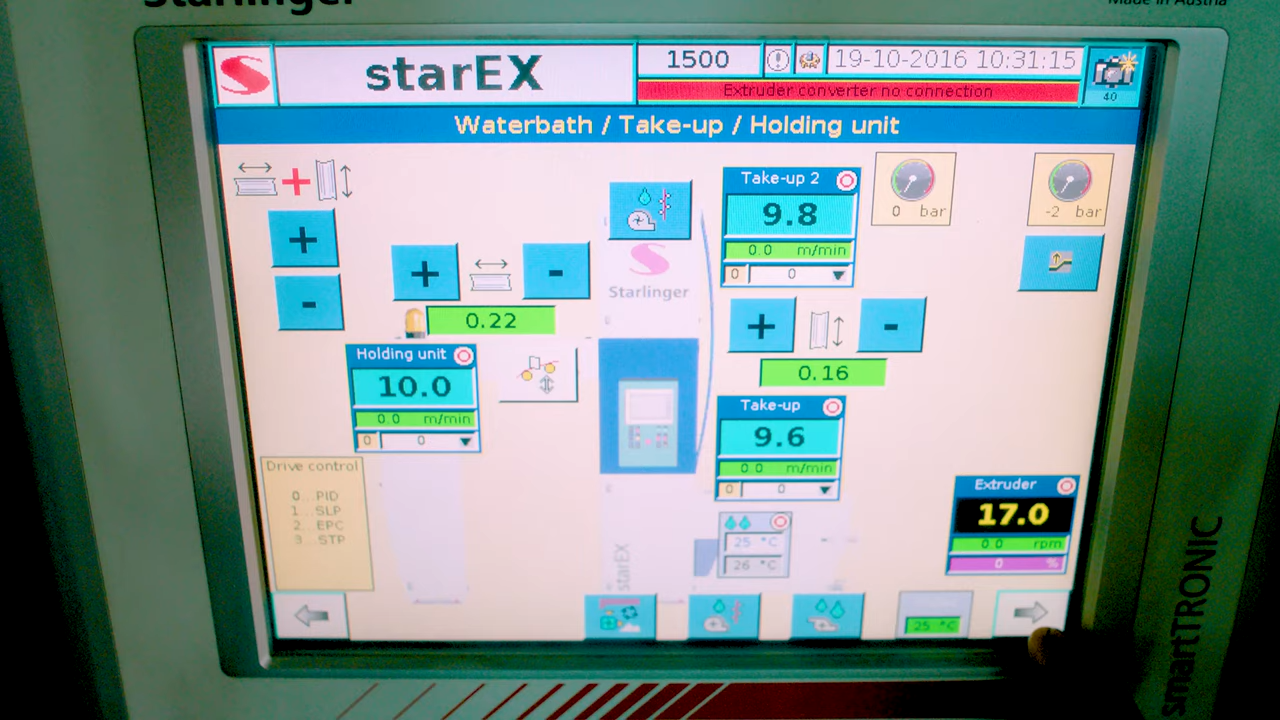 Starlinger
Made in Austria
starEX
1500
19-10-2016 10:31:15
40
Extruder converter no connection
Waterbath / Take-up / Holding unit
Take-up 2
9.8
0.0 m/min
0 0
0 bar
-2 bar
+
-
+
-
0.22
Starlinger
+
-
0.16
Holding unit
10.0
0.0 m/min
0 0
Take-up
9.6
0.0 m/min
0 0
Drive control
0...PID
1...SLP
2...EPC
3...STP
25 °C
26 °C
starEX
Extruder
17.0
0.0 rpm
0 %
25 °C
smartTRONIC